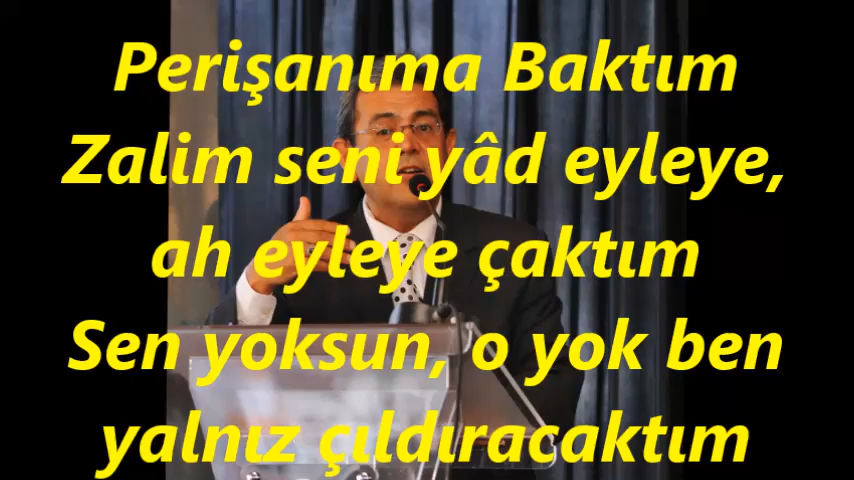 Perişanıma Baktım
Zalim seni yâd eyleye,
ah eyleye çaktım
Sen yoksun, o yok ben
yalnız çıldıracaktım